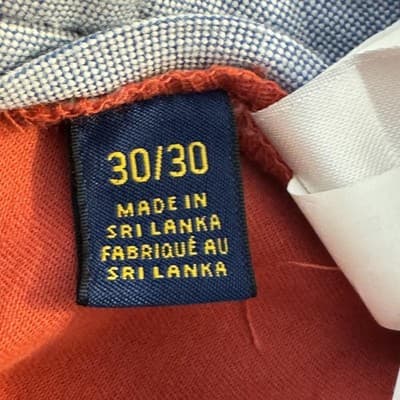 30/30
MADE IN
SRI LANKA
FABRIQUÉ AU
SRI LANKA